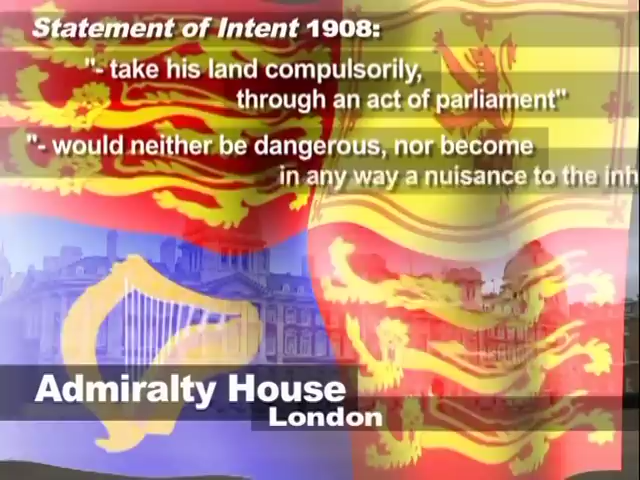 Statement of Intent 1908:
"- take his land compulsorily,
through an act of parliament"
"- would neither be dangerous, nor become
in any way a nuisance to the inh
Admiralty House
London